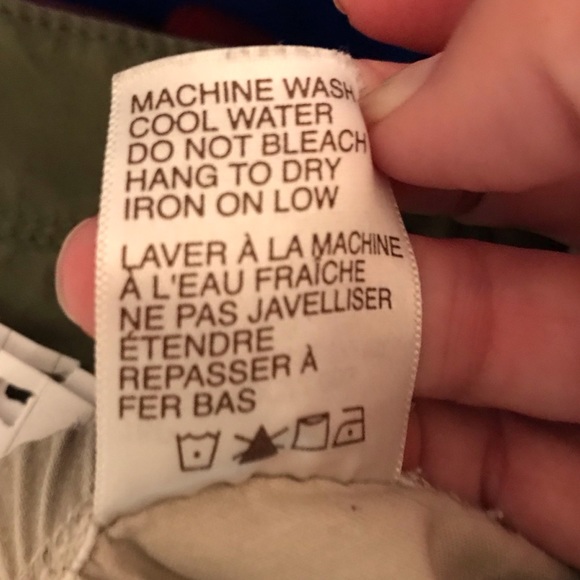 MACHINE WASH
COOL WATER
DO NOT BLEACH
HANG TO DRY
IRON ON LOW
LAVER À LA MACHINE
À L'EAU FRAÎCHE
NE PAS JAVELLISER
ÉTENDRE
REPASSER À
FER BAS